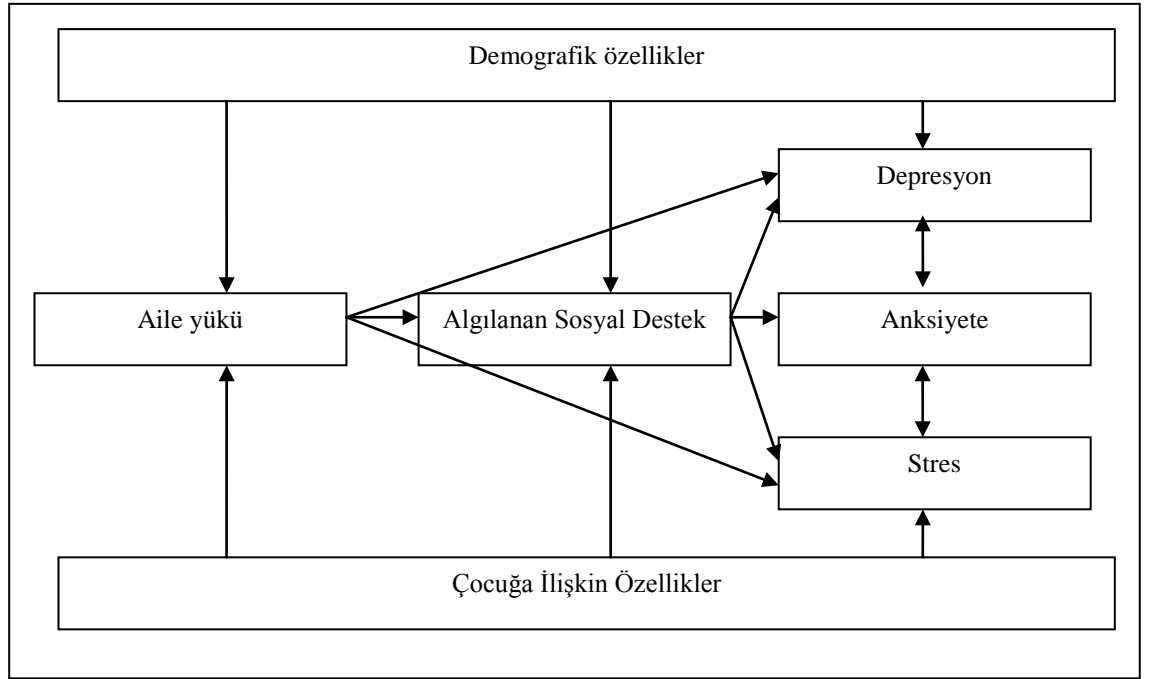 Demografik özellikler
Depresyon
Aile yükü
Algılanan Sosyal Destek
Anksiyete
Stres
Çocuğa İlişkin Özellikler